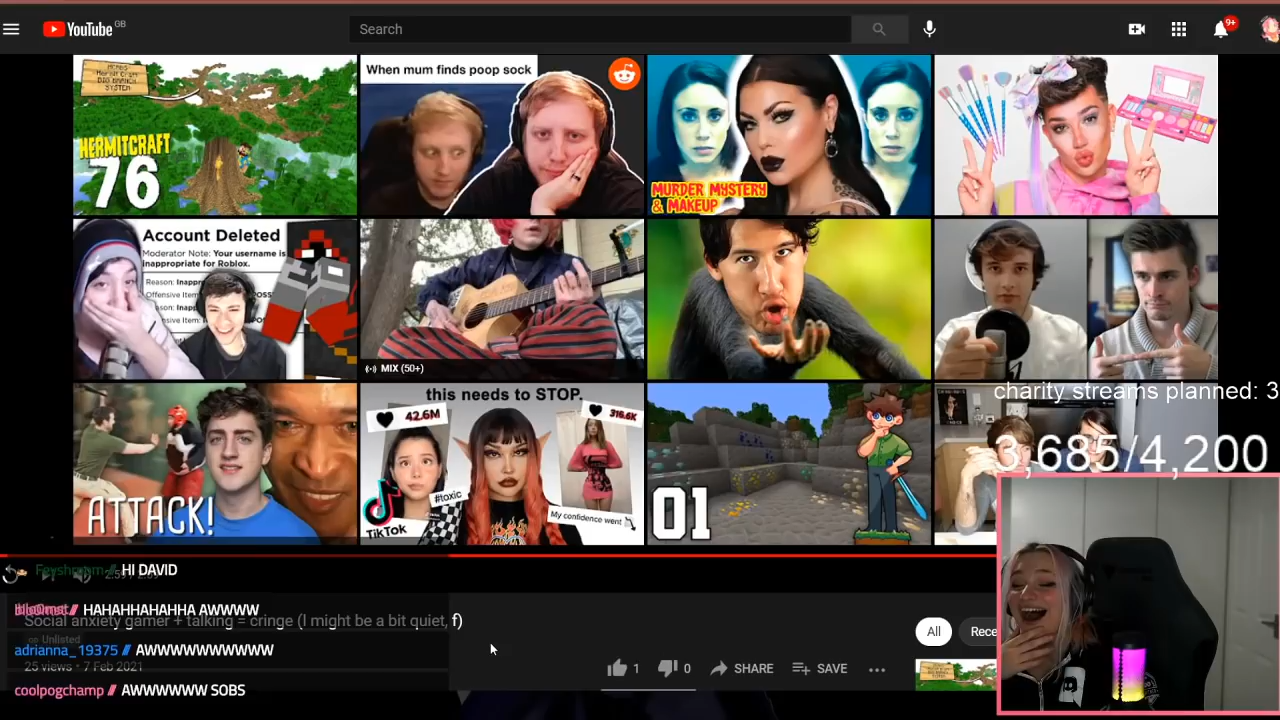 YouTube GB
Search
9+
MUMBO'S
HERMITCRAFT
76
When mum finds poop sock
MURDER MYSTERY
& MAKEUP
Account Deleted
Moderator Note: Your username is
inappropriate for Roblox.
Reason: Inappr
Offensive Item:
MIX (50+)
ATTACK!
this needs to STOP.
42.6M
316.6K
#toxic
TikTok
My confidence went
01
charity streams planned: 3
3,685/4,200
HI DAVID
HAHAHHAHAHHA AWWWW
Social anxiety gamer + talking = cringe (I might be a bit quiet, f)
Unlisted
adrianna_19375 // AWWWWWWWWWW
25 views • 7 Feb 2021
coolpogchamp // AWWWWWW SOBS
1
0
SHARE
SAVE
All
Rece